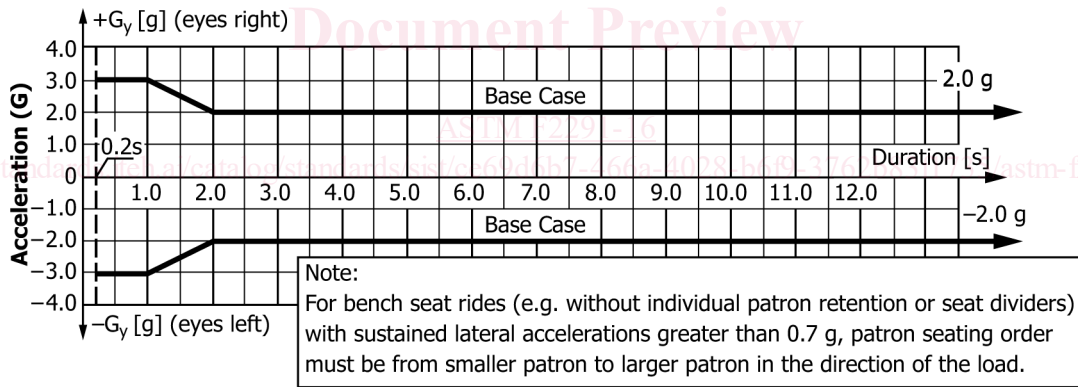 Document Preview
+Gy [g] (eyes right)
Acceleration (G)
4.0
3.0
2.0
1.0
0
−1.0
−2.0
−3.0
−4.0
0.2s
Base Case
2.0 g
ASTM F2291-16
Duration [s]
1.0 2.0 3.0 4.0 5.0 6.0 7.0 8.0 9.0 10.0 11.0 12.0
Base Case
−2.0 g
−Gy [g] (eyes left)
Note:
For bench seat rides (e.g. without individual patron retention or seat dividers)
with sustained lateral accelerations greater than 0.7 g, patron seating order
must be from smaller patron to larger patron in the direction of the load.